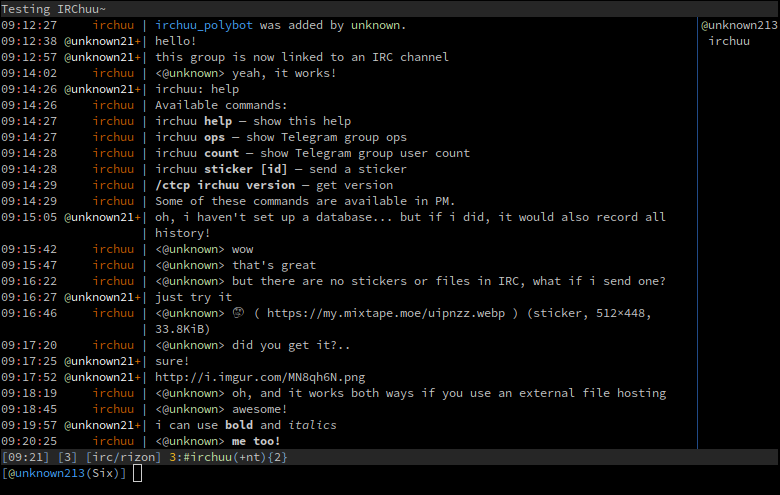 Testing IRChuu~
09:12:27 irchuu | irchuu_polybot was added by unknown. @unknown213
09:12:38 @unknown21+| hello! irchuu
09:12:57 @unknown21+| this group is now linked to an IRC channel
09:14:02 irchuu | <@unknown> yeah, it works!
09:14:26 @unknown21+| irchuu: help
09:14:26 irchuu | Available commands:
09:14:27 irchuu | irchuu help — show this help
09:14:27 irchuu | irchuu ops — show Telegram group ops
09:14:28 irchuu | irchuu count — show Telegram group user count
09:14:28 irchuu | irchuu sticker [id] — send a sticker
09:14:29 irchuu | /ctcp irchuu version — get version
09:14:29 irchuu | Some of these commands are available in PM.
09:15:05 @unknown21+| oh, i haven't set up a database... but if i did, it would also record all
| history!
09:15:42 irchuu | <@unknown> wow
09:15:47 irchuu | <@unknown> that's great
09:16:22 irchuu | <@unknown> but there are no stickers or files in IRC, what if i send one?
09:16:27 @unknown21+| just try it
09:16:46 irchuu | <@unknown> ( https://my.mixtape.moe/uipnzz.webp ) (sticker, 512×448,
| 33.8KiB)
09:17:20 irchuu | <@unknown> did you get it?..
09:17:25 @unknown21+| sure!
09:17:52 @unknown21+| http://i.imgur.com/MN8qh6N.png
09:18:19 irchuu | <@unknown> oh, and it works both ways if you use an external file hosting
09:18:45 irchuu | <@unknown> awesome!
09:19:57 @unknown21+| i can use bold and italics
09:20:25 irchuu | <@unknown> me too!
[09:21] [3] [irc/rizon] 3:#irchuu(+nt){2}
[@unknown213(Six)]